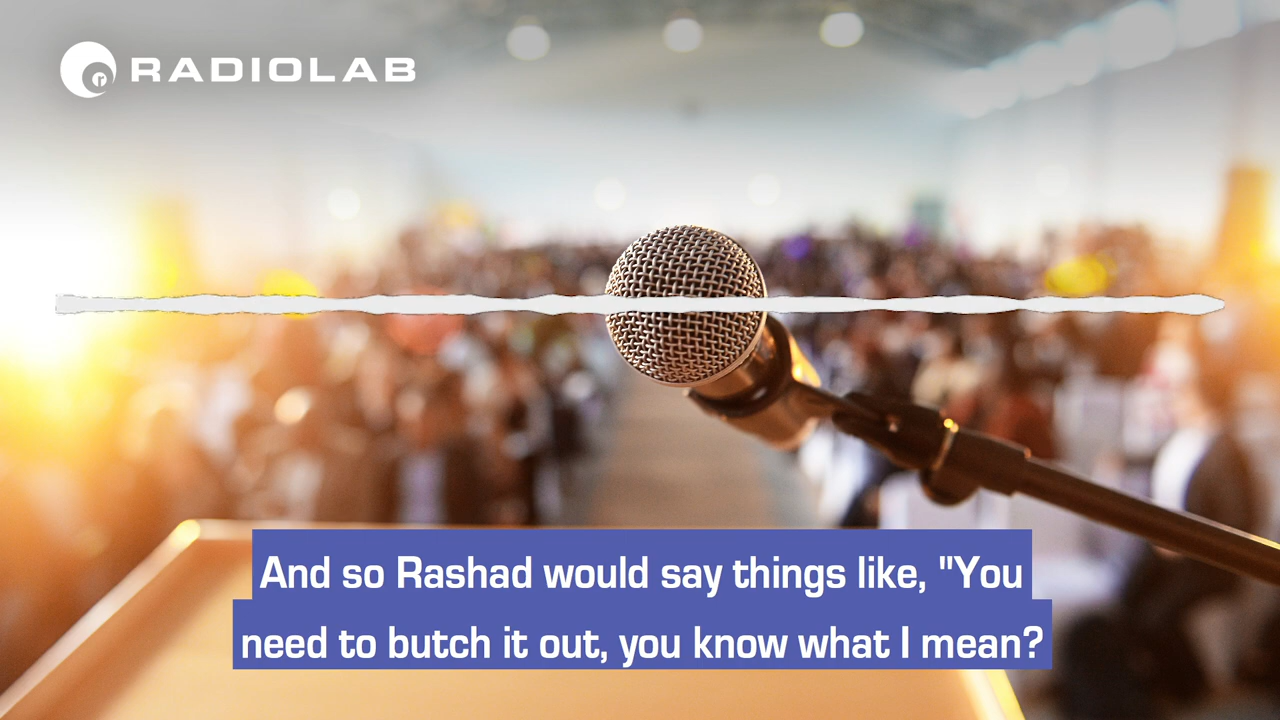 RADIOLAB
And so Rashad would say things like, "You
need to butch it out, you know what I mean?